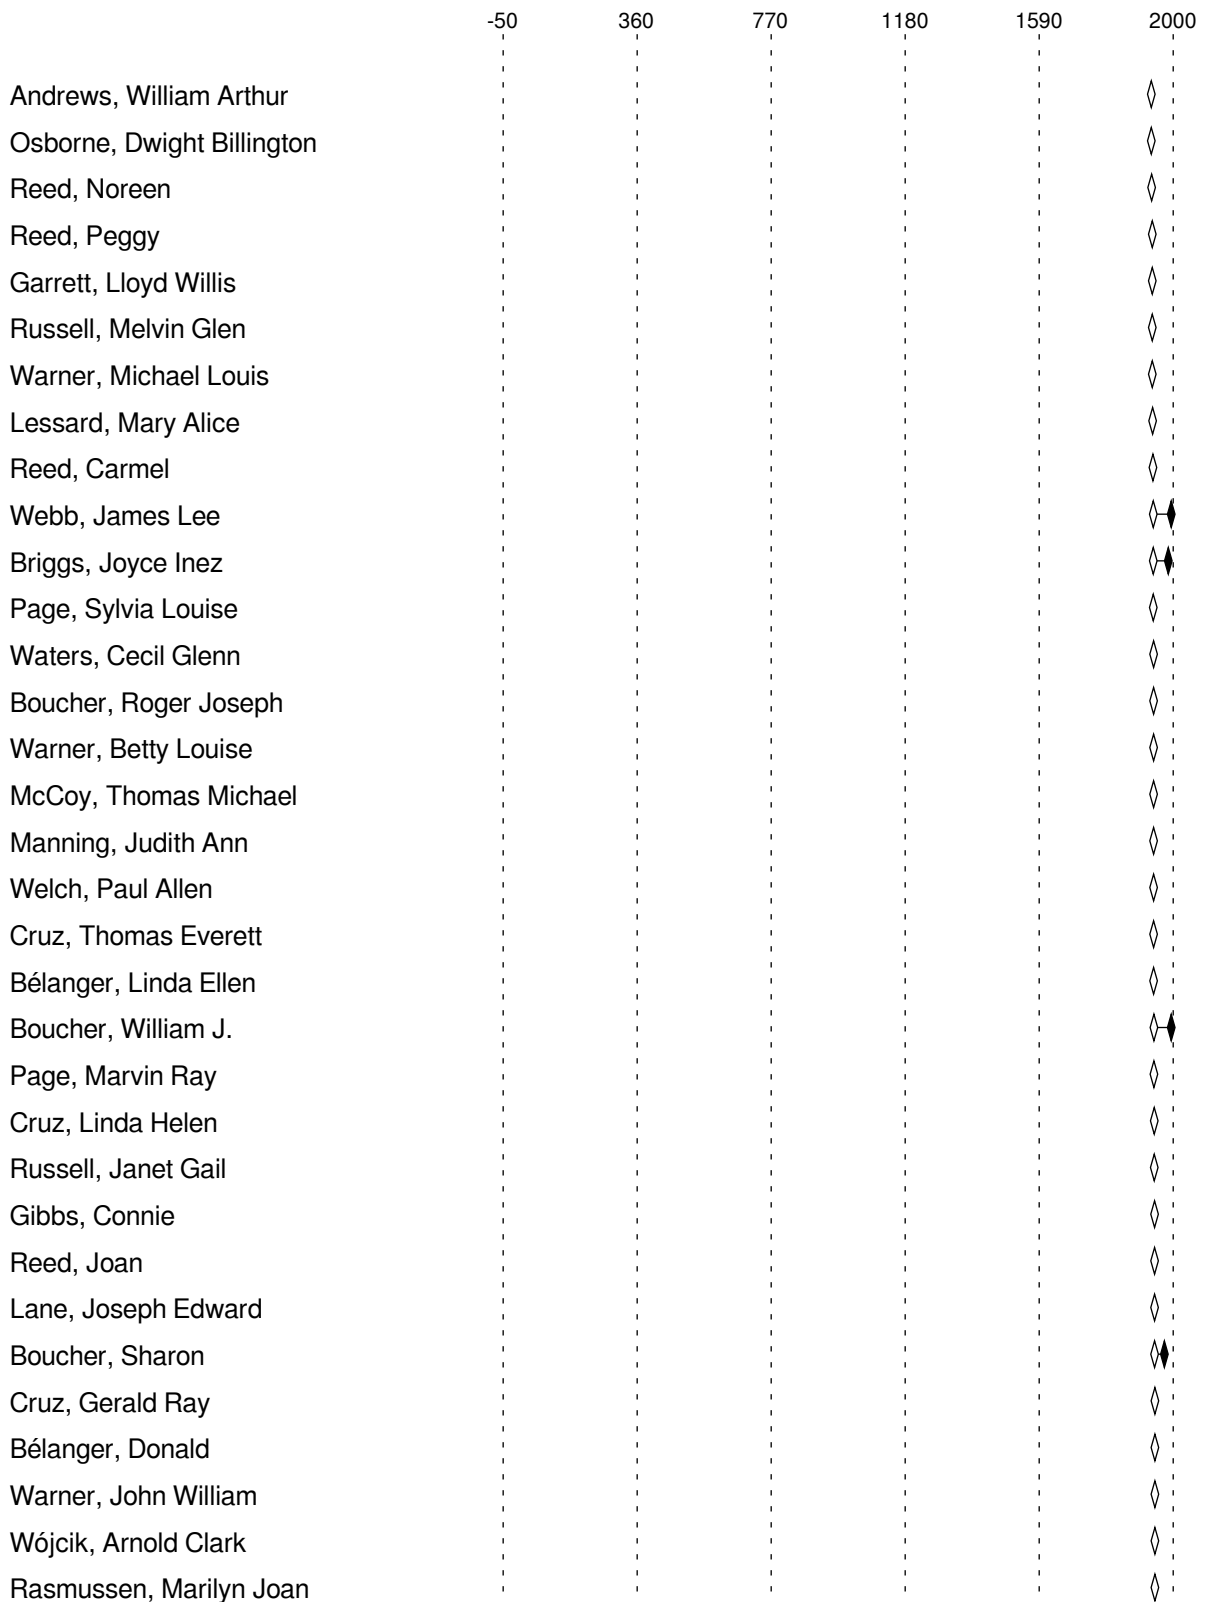 -50 360 770 1180 1590 2000
Andrews, William Arthur
Osborne, Dwight Billington
Reed, Noreen
Reed, Peggy
Garrett, Lloyd Willis
Russell, Melvin Glen
Warner, Michael Louis
Lessard, Mary Alice
Reed, Carmel
Webb, James Lee
Briggs, Joyce Inez
Page, Sylvia Louise
Waters, Cecil Glenn
Boucher, Roger Joseph
Warner, Betty Louise
McCoy, Thomas Michael
Manning, Judith Ann
Welch, Paul Allen
Cruz, Thomas Everett
Bélanger, Linda Ellen
Boucher, William J.
Page, Marvin Ray
Cruz, Linda Helen
Russell, Janet Gail
Gibbs, Connie
Reed, Joan
Lane, Joseph Edward
Boucher, Sharon
Cruz, Gerald Ray
Bélanger, Donald
Warner, John William
Wójcik, Arnold Clark
Rasmussen, Marilyn Joan